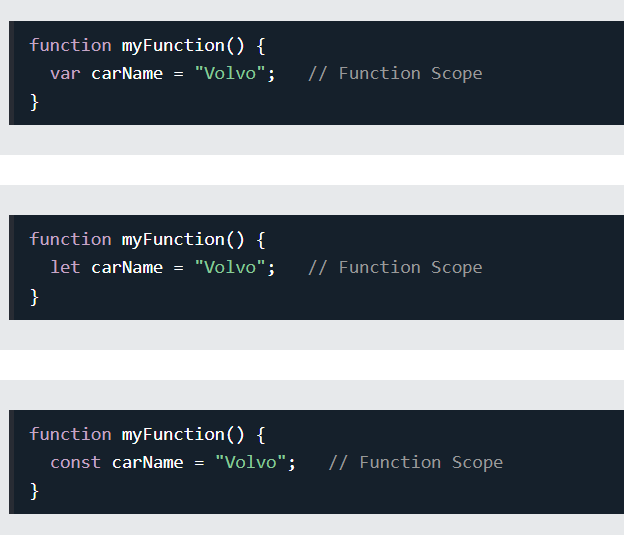 function myFunction() {
  var carName = "Volvo";   // Function Scope
}
function myFunction() {
  let carName = "Volvo";   // Function Scope
}
function myFunction() {
  const carName = "Volvo";   // Function Scope
}